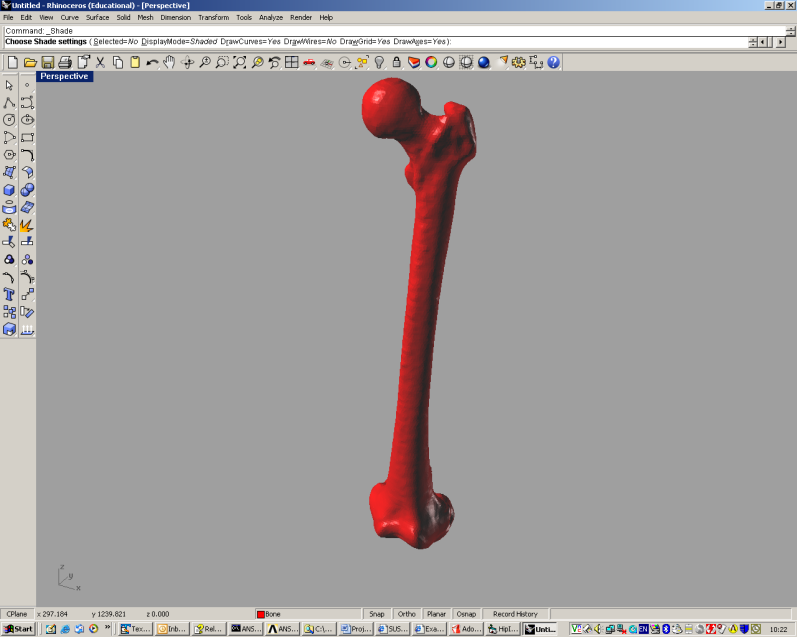 Untitled - Rhinoceros (Educational) - [Perspective]
File Edit View Curve Surface Solid Mesh Dimension Transform Tools Analyze Render Help
Command: _Shade
Choose Shade settings ( Selected=No DisplayMode=Shaded DrawCurves=Yes DrawWires=No DrawGrid=Yes DrawAxes=Yes):
Perspective
z
y
x
CPlane x 297.184 y 1239.821 z 0.000 Bone Snap Ortho Planar Osnap Record History
Start » Tex... Inb... Rel... ANS... ANS... C:\... Proj... SUS... Exa... Ado... HipI... Unti... EN 10:22